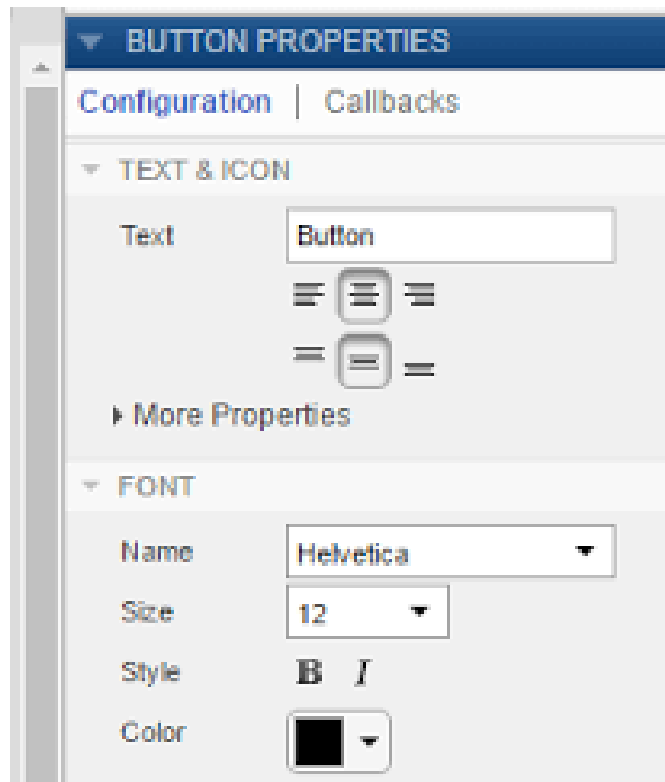 BUTTON PROPERTIES
Configuration | Callbacks
TEXT & ICON
Text Button
More Properties
FONT
Name Helvetica
Size 12
Style B I
Color